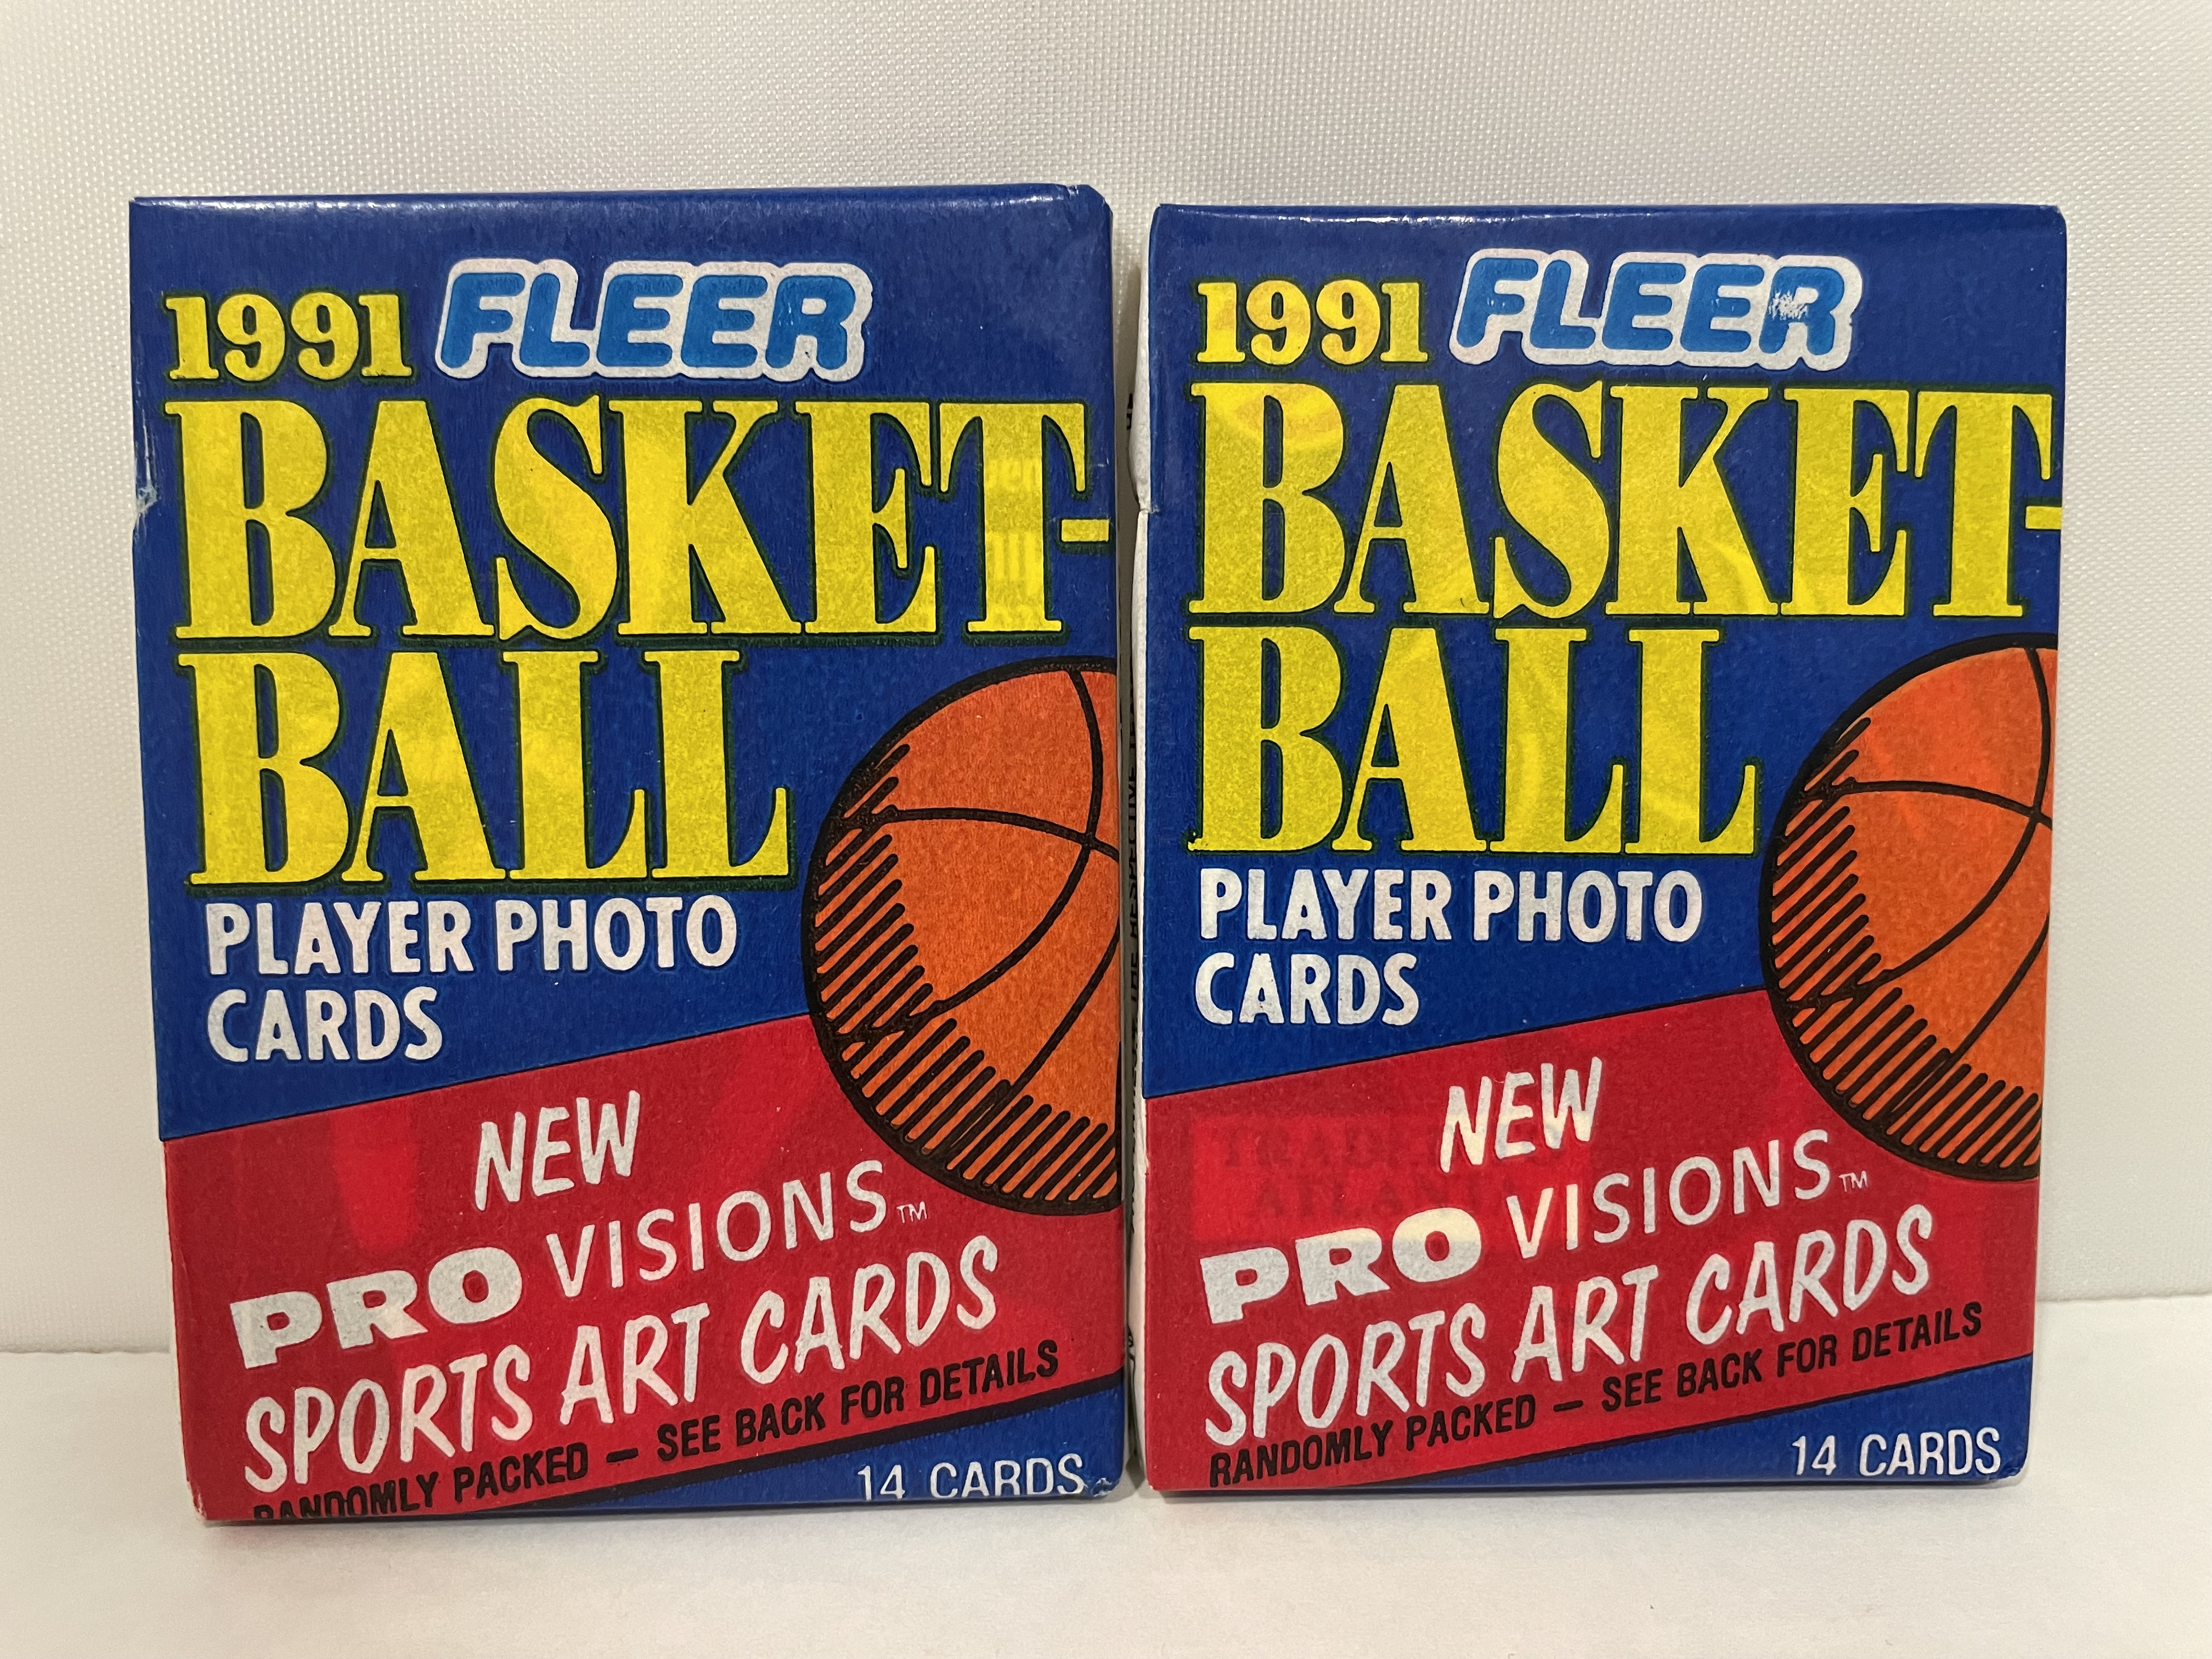 1991 FLEER
BASKET-
BALL
PLAYER PHOTO
CARDS
NEW
PRO VISIONS™
SPORTS ART CARDS
RANDOMLY PACKED — SEE BACK FOR DETAILS
14 CARDS
1991 FLEER
BASKET-
BALL
PLAYER PHOTO
CARDS
NEW
PRO VISIONS™
SPORTS ART CARDS
RANDOMLY PACKED — SEE BACK FOR DETAILS
14 CARDS